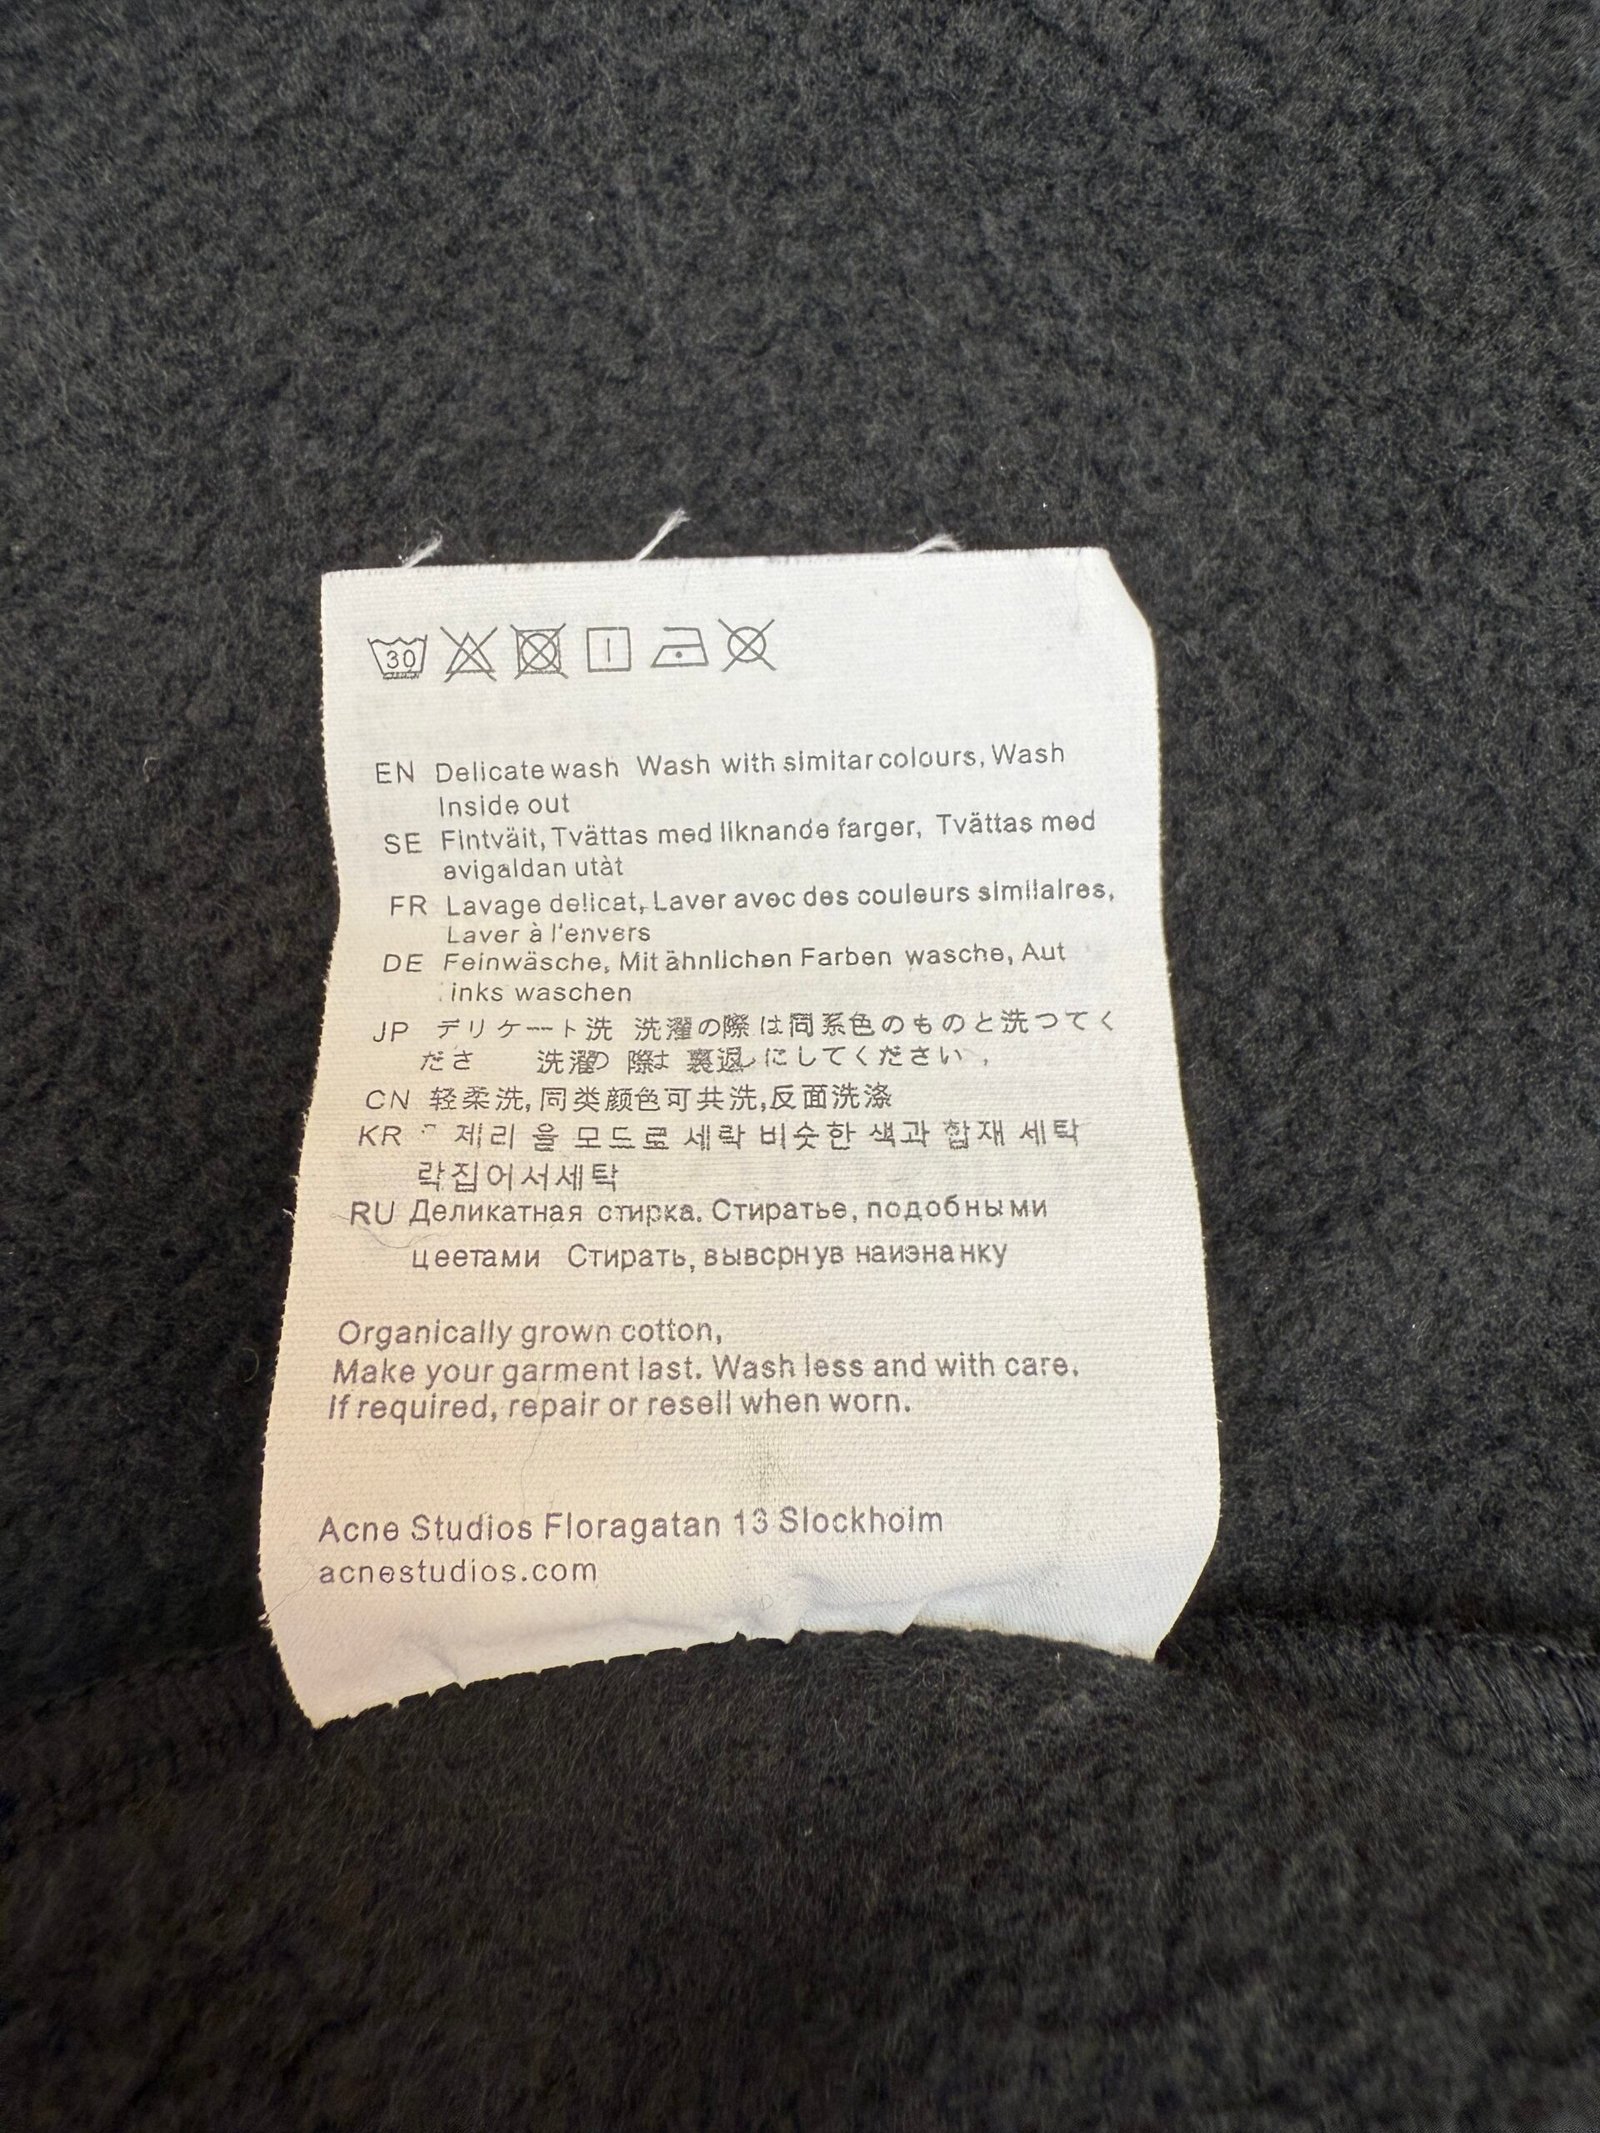 30
EN Delicate wash Wash with simitar colours, Wash
Inside out
SE Fintväit, Tvättas med liknande farger, Tvättas med
avigaldan utàt
FR Lavage delicat, Laver avec des couleurs similaires,
Laver à l'envers
DE Feinwäsche, Mit ähnlichen Farben wasche, Aut
inks waschen
JP デリケート洗 洗濯の際は同系色のものと洗つてく
ださ 洗濯の 際は 裏返しにしてください.
CN 轻柔洗,同类颜色可共洗,反面洗涤
KR 제리 을 모드로 세락 비슷한 색과 합재 세탁
락집어서세탁
RU Деликатная стирка. Стиратье, подобными
цеетами Стирать, вывсрнув наиэнанку
Organically grown cotton,
Make your garment last. Wash less and with care.
If required, repair or resell when worn.
Acne Studios Floragatan 13 Slockhoim
acnestudios.com